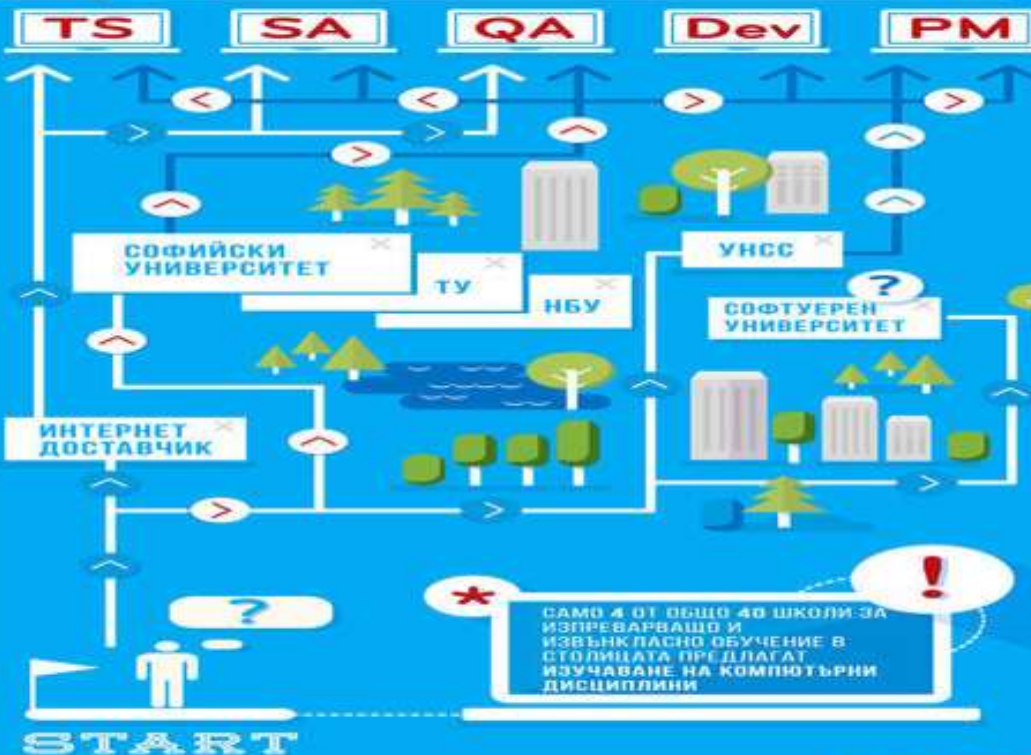 TS SA QA Dev PM
СОФИЙСКИ
УНИВЕРСИТЕТ
ТУ
НБУ
УНСС
?
СОФТУЕРЕН
УНИВЕРСИТЕТ
ИНТЕРНЕТ
ДОСТАВЧИК
?
!
*
САМО 4 ОТ ОБЩО 40 ШКОЛИ ЗА
ИЗПРЕВАРВАЩО И
ИЗВЪНКЛАСНО ОБУЧЕНИЕ В
СТОЛИЦАТА ПРЕДЛАГАТ
ИЗУЧАВАНЕ НА КОМПЮТЪРНИ
ДИСЦИПЛИНИ
START